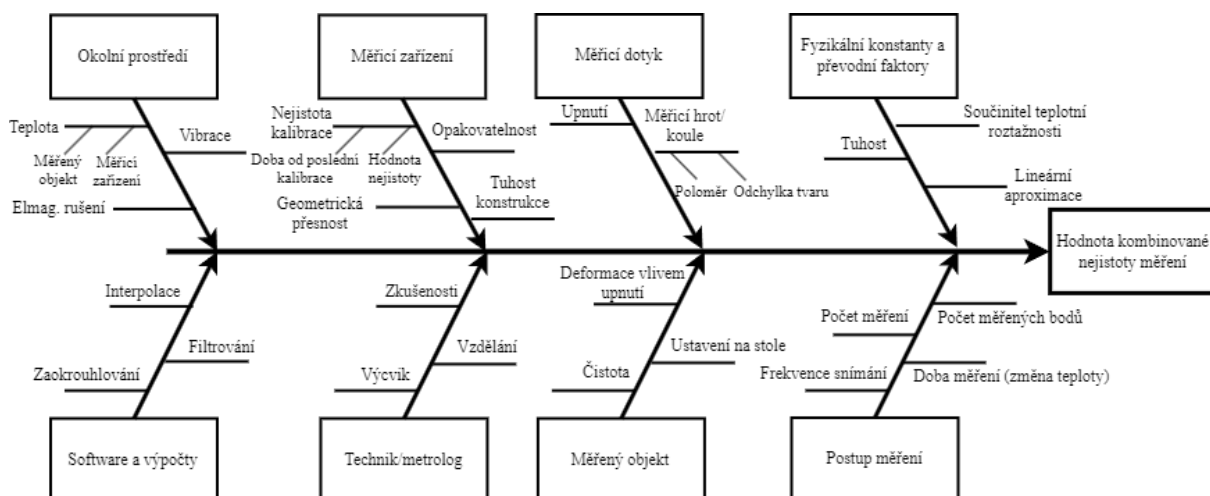 Okolní prostředí
Měřicí zařízení
Měřicí dotyk
Fyzikální konstanty a
převodní faktory
Teplota
Měřený
objekt
Měřicí
zařízení
Vibrace
Elmag. rušení
Nejistota
kalibrace
Doba od poslední
kalibrace
Hodnota
nejistoty
Opakovatelnost
Geometrická
přesnost
Tuhost
konstrukce
Upnutí
Měřicí hrot/
koule
Poloměr
Odchylka tvaru
Součinitel teplotní
roztažnosti
Tuhost
Lineární
aproximace
Hodnota kombinované
nejistoty měření
Interpolace
Filtrování
Zaokrouhlování
Zkušenosti
Vzdělání
Výcvik
Deformace vlivem
upnutí
Ustavení na stole
Čistota
Počet měřených bodů
Počet měření
Doba měření (změna teploty)
Frekvence snímání
Software a výpočty
Technik/metrolog
Měřený objekt
Postup měření